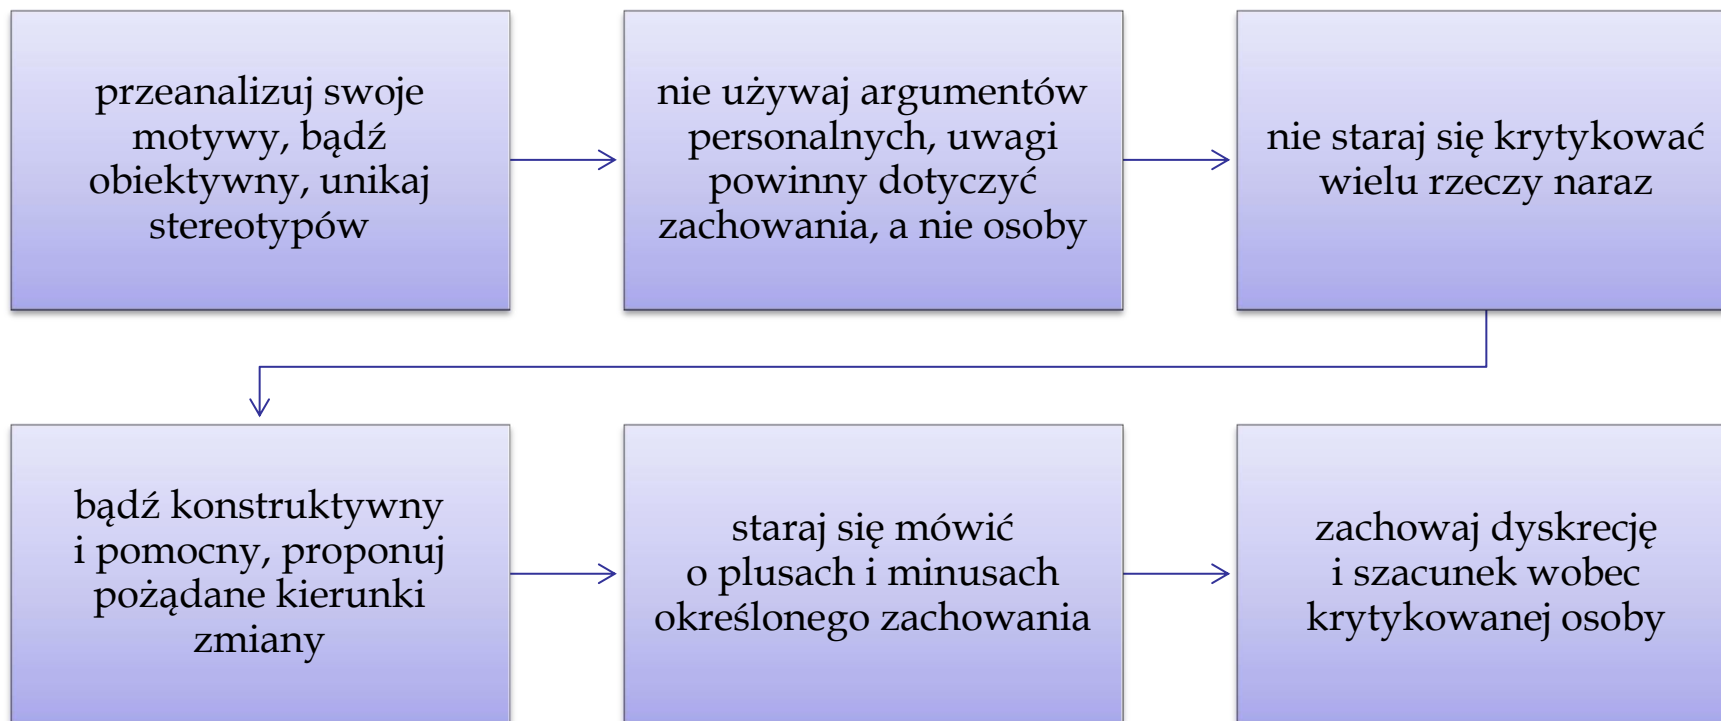 przeanalizuj swoje
motywy, bądź
obiektywny, unikaj
stereotypów
nie używaj argumentów
personalnych, uwagi
powinny dotyczyć
zachowania, a nie osoby
nie staraj się krytykować
wielu rzeczy naraz
bądź konstruktywny
i pomocny, proponuj
pożądane kierunki
zmiany
staraj się mówić
o plusach i minusach
określonego zachowania
zachowaj dyskrecję
i szacunek wobec
krytykowanej osoby